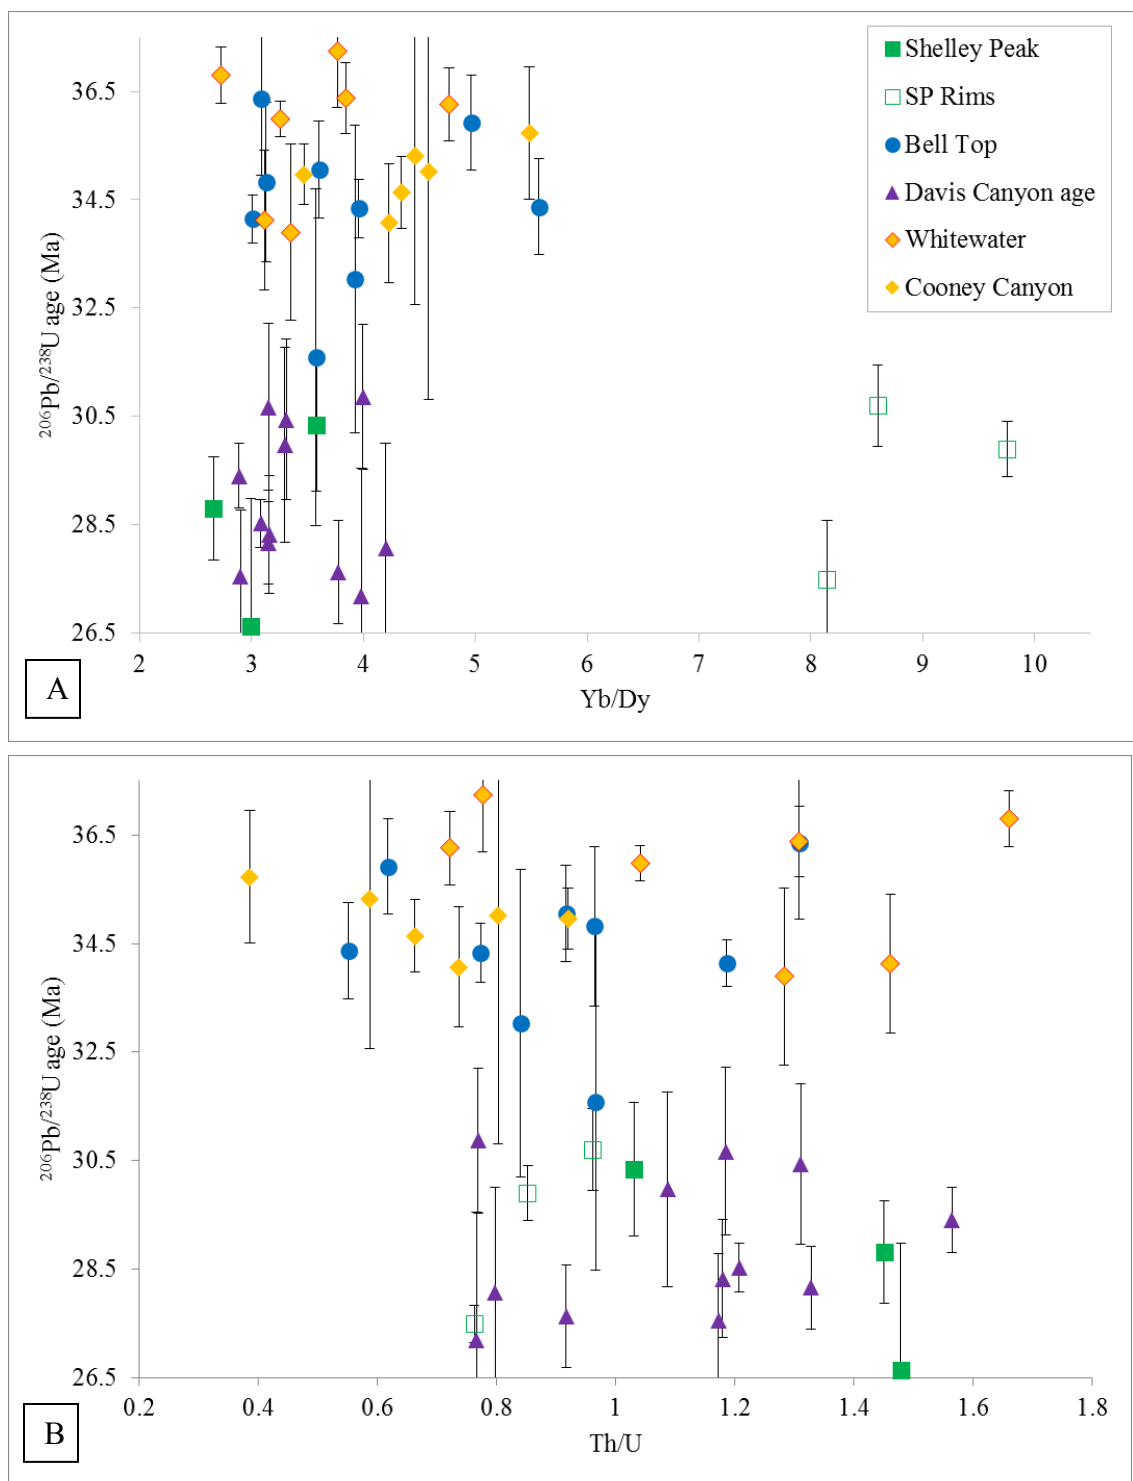 Shelley Peak
SP Rims
Bell Top
Davis Canyon age
Whitewater
Cooney Canyon
36.5
34.5
32.5
30.5
28.5
26.5
²⁰⁶Pb/²³⁸U age (Ma)
2 3 4 5 6 7 8 9 10
Yb/Dy
A
36.5
34.5
32.5
30.5
28.5
26.5
²⁰⁶Pb/²³⁸U age (Ma)
0.2 0.4 0.6 0.8 1 1.2 1.4 1.6 1.8
Th/U
B